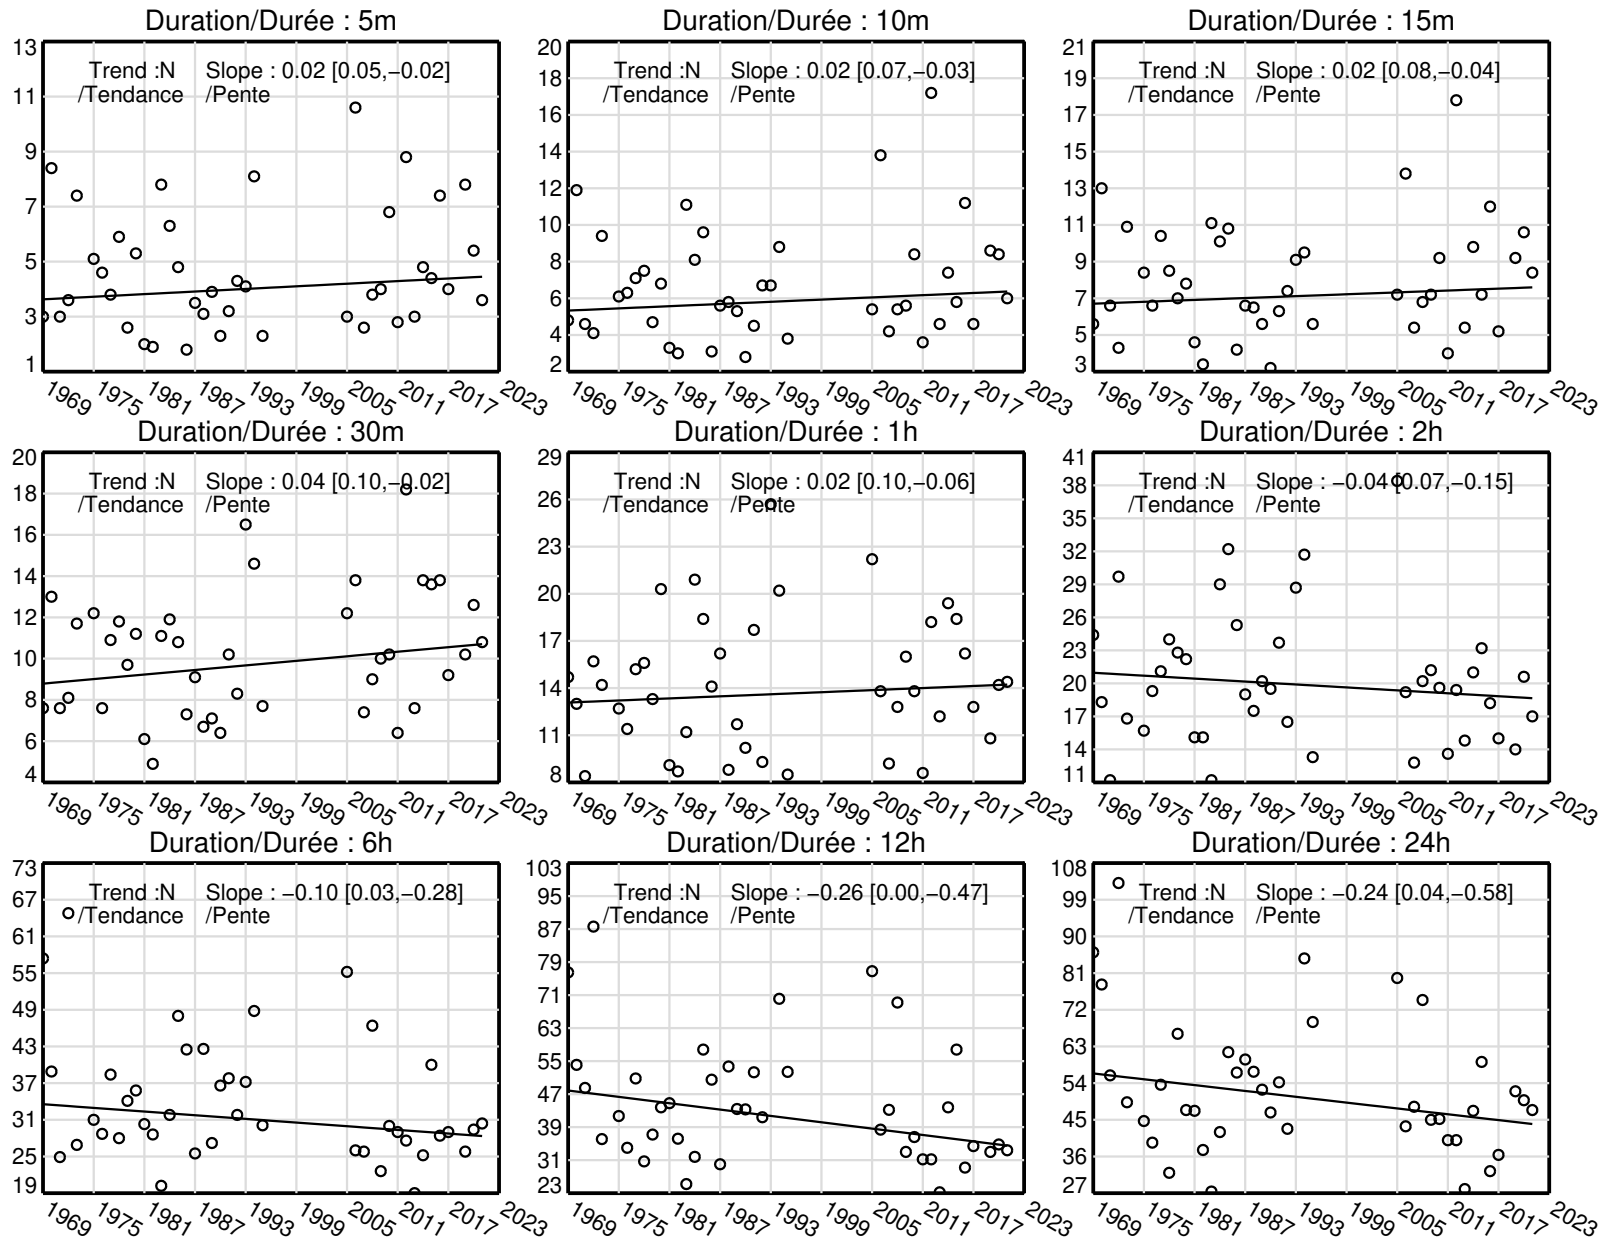 Duration/Durée : 5m
13
11
9
7
5
3
1
Trend :N Slope : 0.02 [0.05,−0.02]
/Tendance /Pente
1969 1975 1981 1987 1993 1999 2005 2011 2017 2023
Duration/Durée : 10m
20
18
16
14
12
10
8
6
4
2
Trend :N Slope : 0.02 [0.07,−0.03]
/Tendance /Pente
1969 1975 1981 1987 1993 1999 2005 2011 2017 2023
Duration/Durée : 15m
21
19
17
15
13
11
9
7
5
3
Trend :N Slope : 0.02 [0.08,−0.04]
/Tendance /Pente
1969 1975 1981 1987 1993 1999 2005 2011 2017 2023
Duration/Durée : 30m
20
18
16
14
12
10
8
6
4
Trend :N Slope : 0.04 [0.10,−0.02]
/Tendance /Pente
1969 1975 1981 1987 1993 1999 2005 2011 2017 2023
Duration/Durée : 1h
29
26
23
20
17
14
11
8
Trend :N Slope : 0.02 [0.10,−0.06]
/Tendance /Pente
1969 1975 1981 1987 1993 1999 2005 2011 2017 2023
Duration/Durée : 2h
41
38
35
32
29
26
23
20
17
14
11
Trend :N Slope : −0.04 [0.07,−0.15]
/Tendance /Pente
1969 1975 1981 1987 1993 1999 2005 2011 2017 2023
Duration/Durée : 6h
73
67
61
55
49
43
37
31
25
19
Trend :N Slope : −0.10 [0.03,−0.28]
/Tendance /Pente
1969 1975 1981 1987 1993 1999 2005 2011 2017 2023
Duration/Durée : 12h
103
95
87
79
71
63
55
47
39
31
23
Trend :N Slope : −0.26 [0.00,−0.47]
/Tendance /Pente
1969 1975 1981 1987 1993 1999 2005 2011 2017 2023
Duration/Durée : 24h
108
99
90
81
72
63
54
45
36
27
Trend :N Slope : −0.24 [0.04,−0.58]
/Tendance /Pente
1969 1975 1981 1987 1993 1999 2005 2011 2017 2023